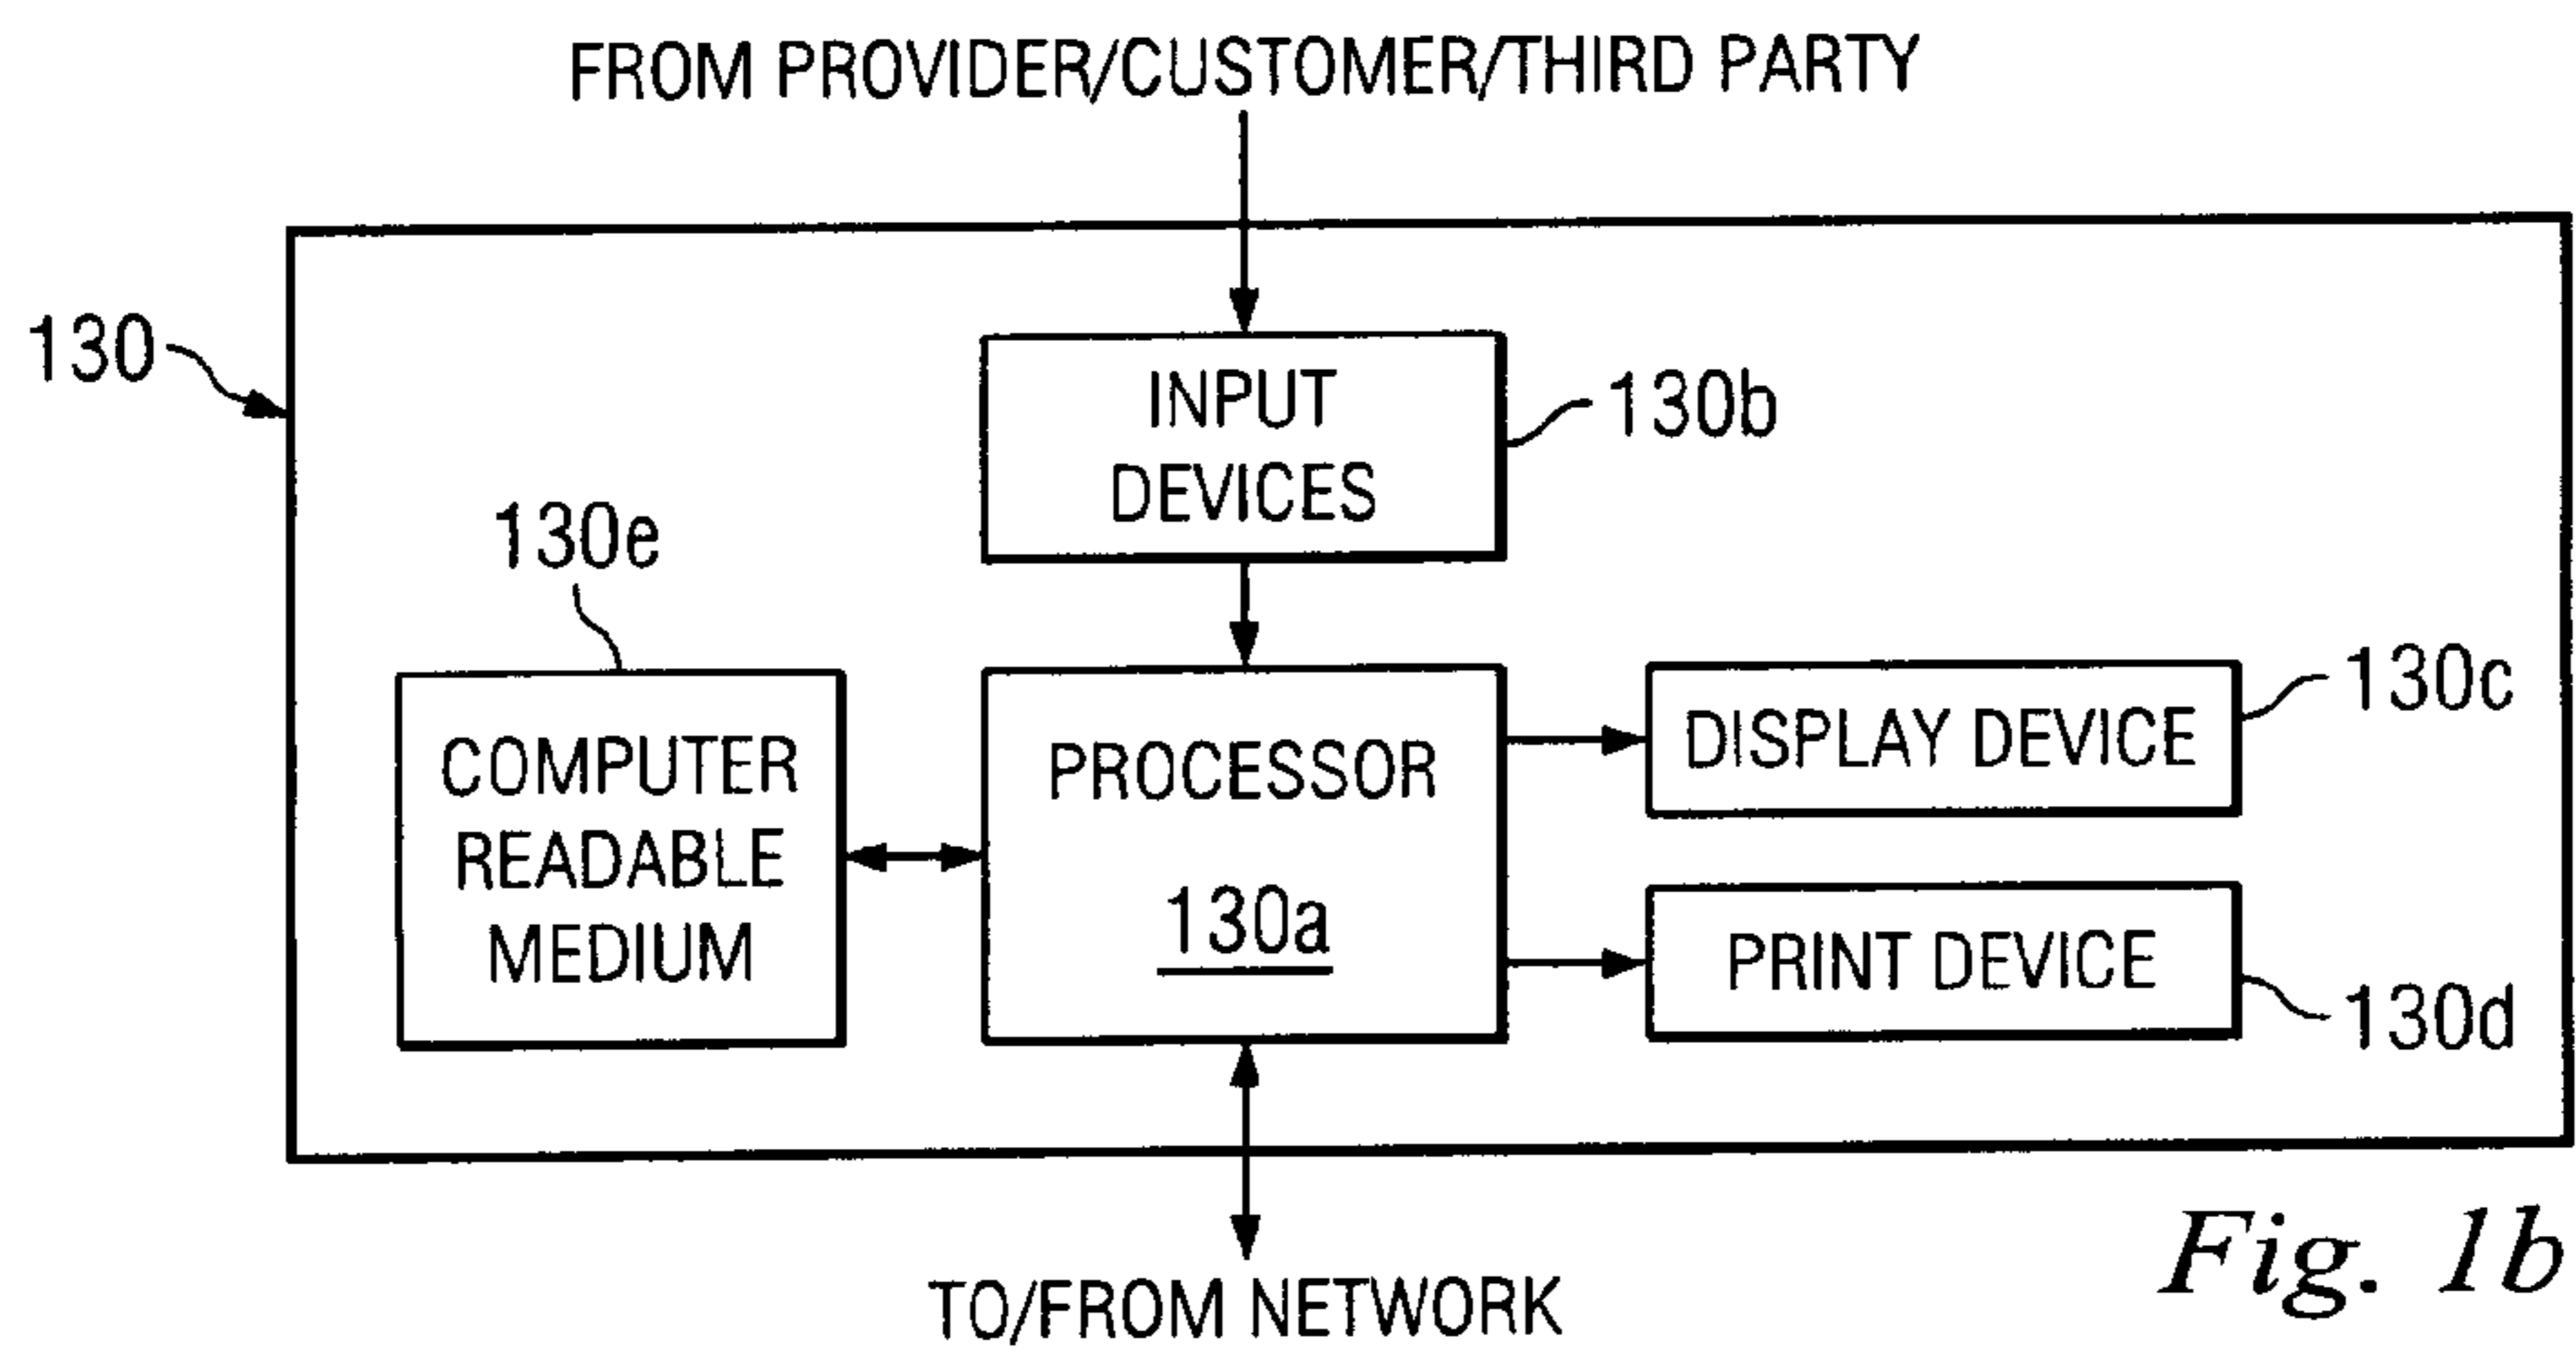 FROM PROVIDER/CUSTOMER/THIRD PARTY
130
INPUT
DEVICES
130b
130e
COMPUTER
READABLE
MEDIUM
PROCESSOR
130a
DISPLAY DEVICE
130c
PRINT DEVICE
130d
TO/FROM NETWORK
Fig. 1b